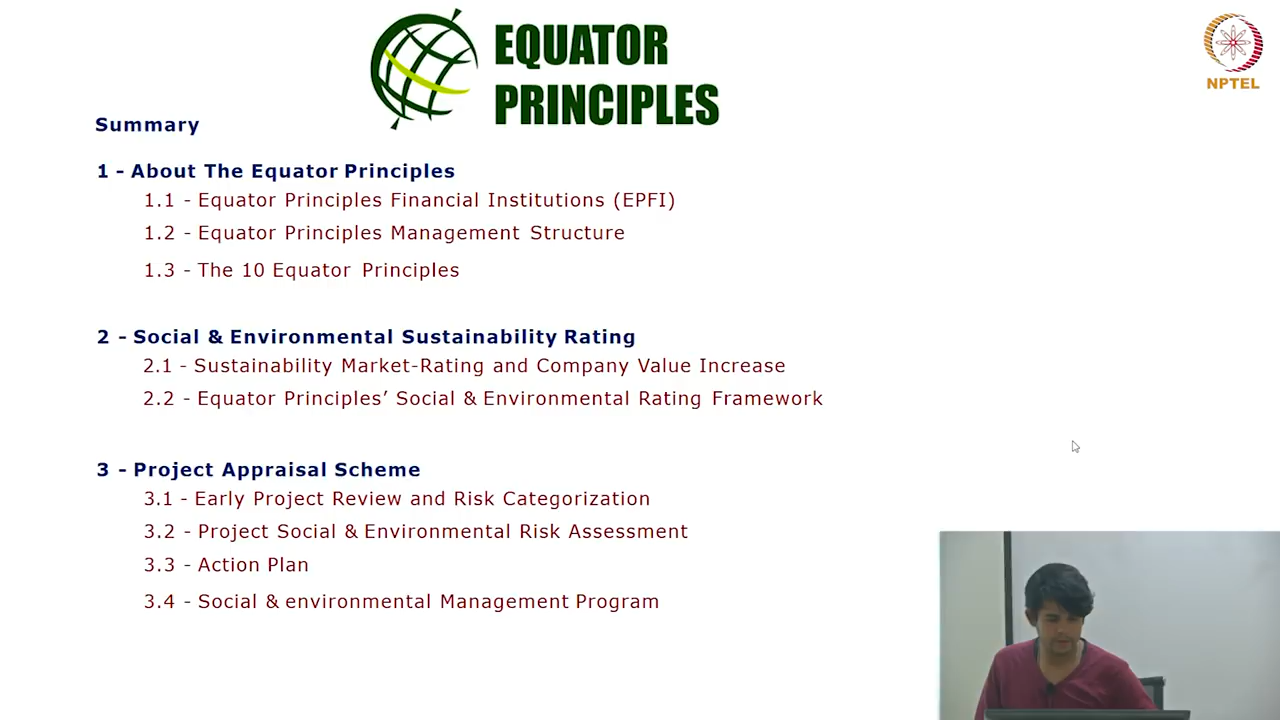 EQUATOR
PRINCIPLES
NPTEL
Summary
1 - About The Equator Principles
1.1 - Equator Principles Financial Institutions (EPFI)
1.2 - Equator Principles Management Structure
1.3 - The 10 Equator Principles
2 - Social & Environmental Sustainability Rating
2.1 - Sustainability Market-Rating and Company Value Increase
2.2 - Equator Principles’ Social & Environmental Rating Framework
3 - Project Appraisal Scheme
3.1 - Early Project Review and Risk Categorization
3.2 - Project Social & Environmental Risk Assessment
3.3 - Action Plan
3.4 - Social & environmental Management Program